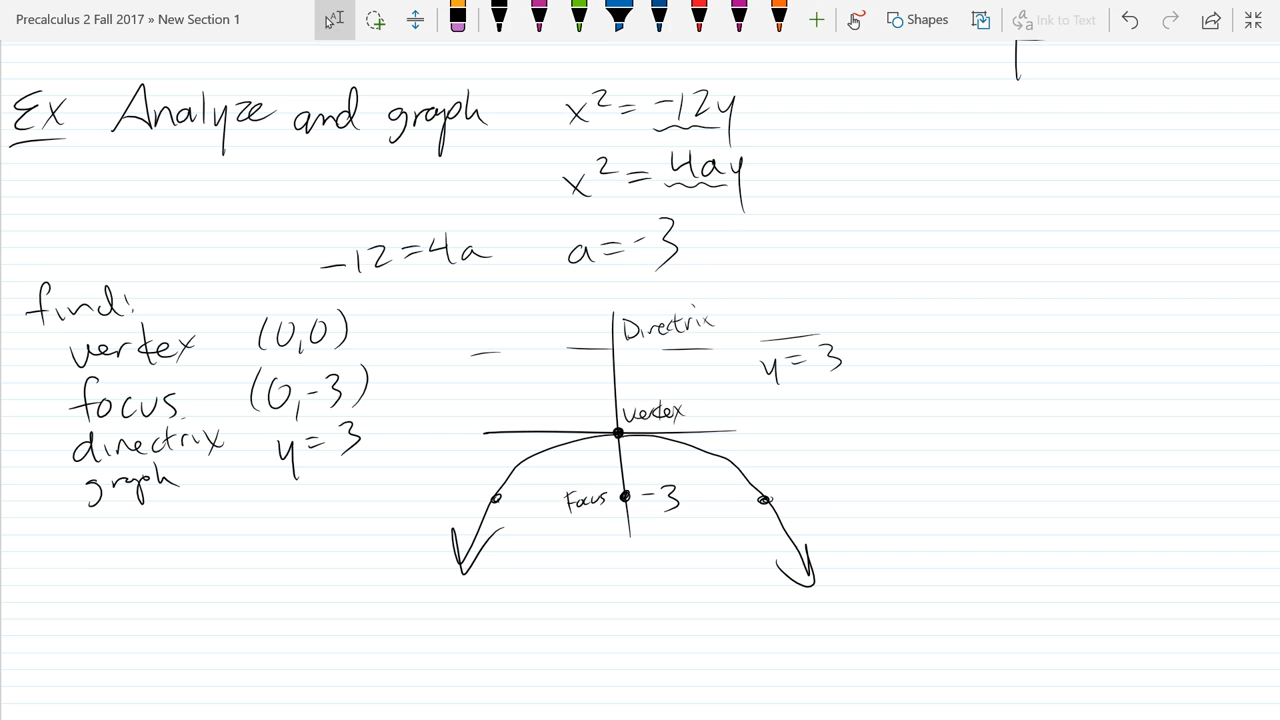 Precalculus 2 Fall 2017 » New Section 1
Shapes
Ink to Text
Ex Analyze and graph x² = -12y
x² = 4ay
-12 = 4a a = -3
find:
vertex (0,0)
focus (0,-3)
directrix y = 3
graph
Directrix
y = 3
vertex
Focus -3